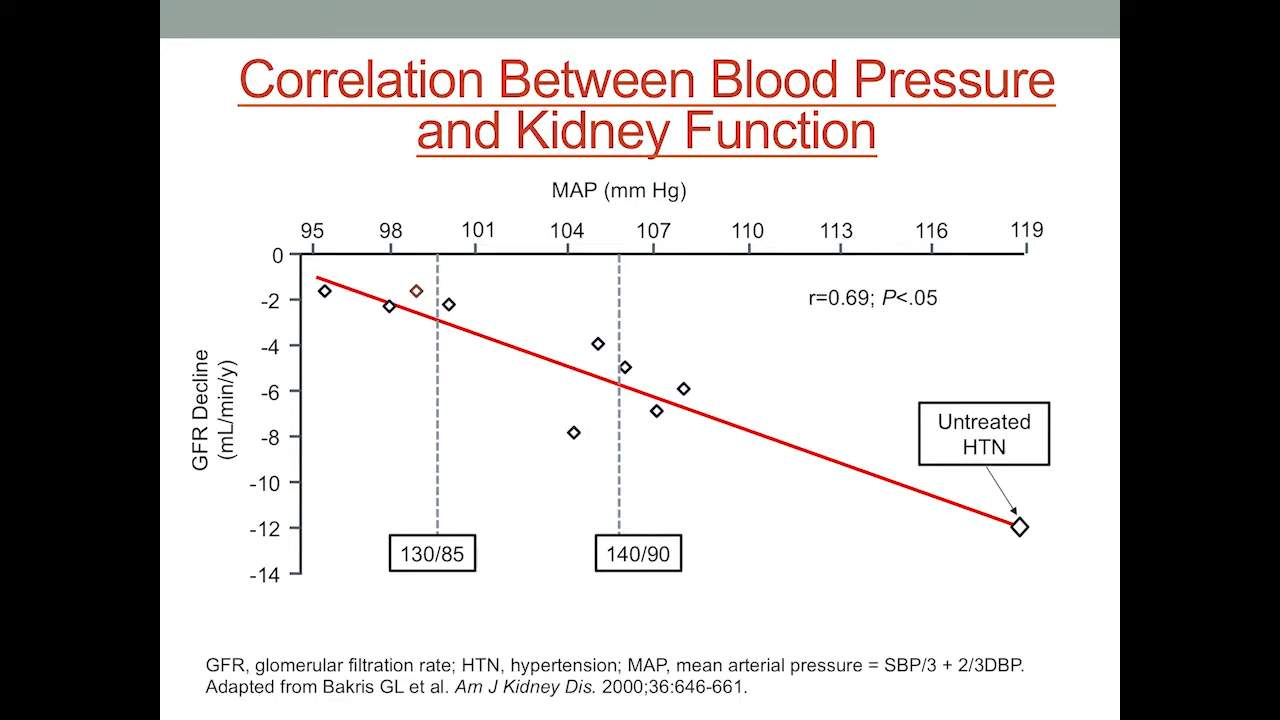 Correlation Between Blood Pressure
and Kidney Function
MAP (mm Hg)
95 98 101 104 107 110 113 116 119
0
-2
-4
-6
-8
-10
-12
-14
GFR Decline
(mL/min/y)
r=0.69; P<.05
Untreated
HTN
130/85
140/90
GFR, glomerular filtration rate; HTN, hypertension; MAP, mean arterial pressure = SBP/3 + 2/3DBP.
Adapted from Bakris GL et al. Am J Kidney Dis. 2000;36:646-661.